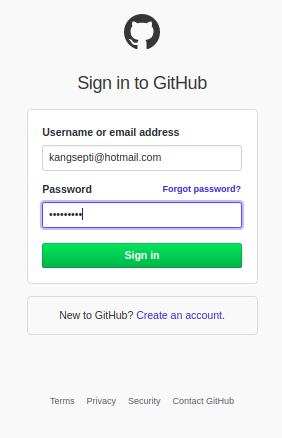 Sign in to GitHub
Username or email address
kangsepti@hotmail.com
Password Forgot password?
•••••••••
Sign in
New to GitHub? Create an account.
Terms Privacy Security Contact GitHub